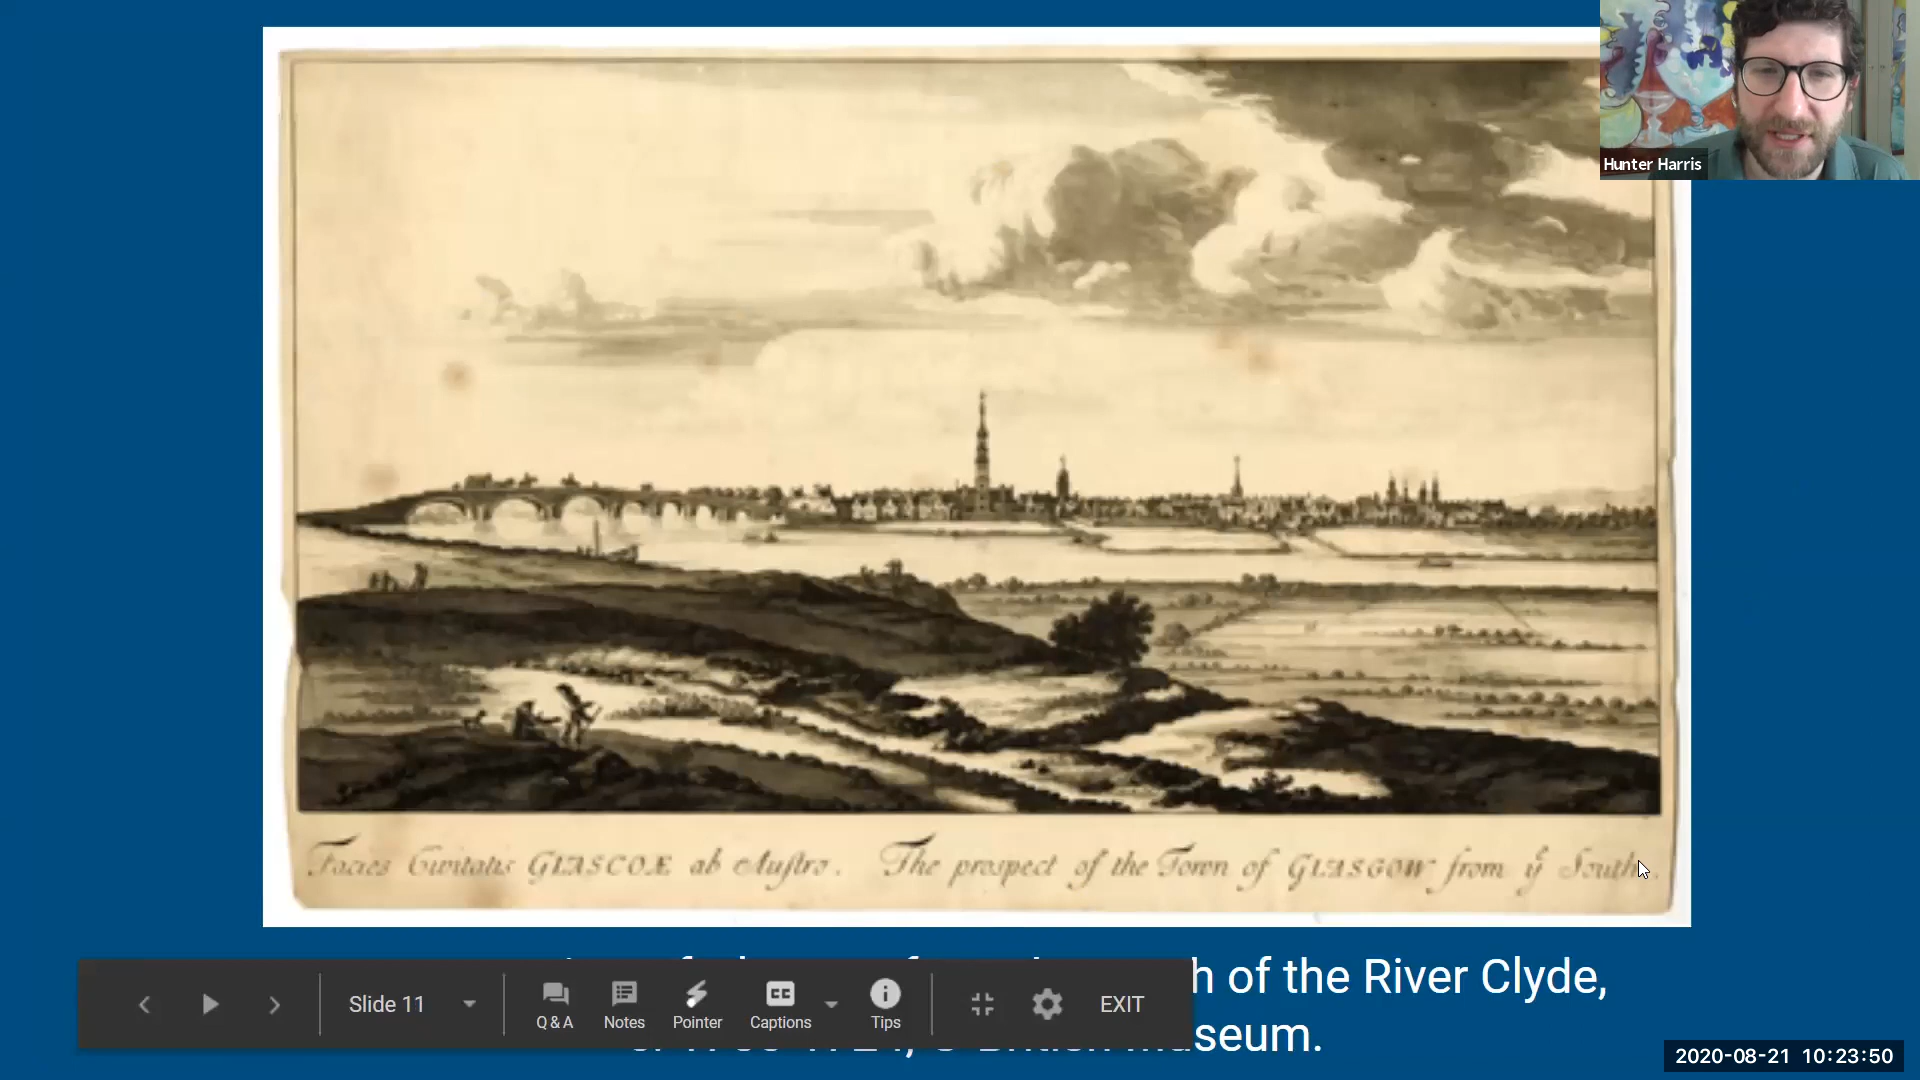 Hunter Harris
Facies Civitatis GLASCOÆ ab Austro. The prospect of the Town of GLASGOW from ye South.
of the River Clyde,
Slide 11
Q & A
Notes
Pointer
CC
Captions
Tips
EXIT
2020-08-21 10:23:50